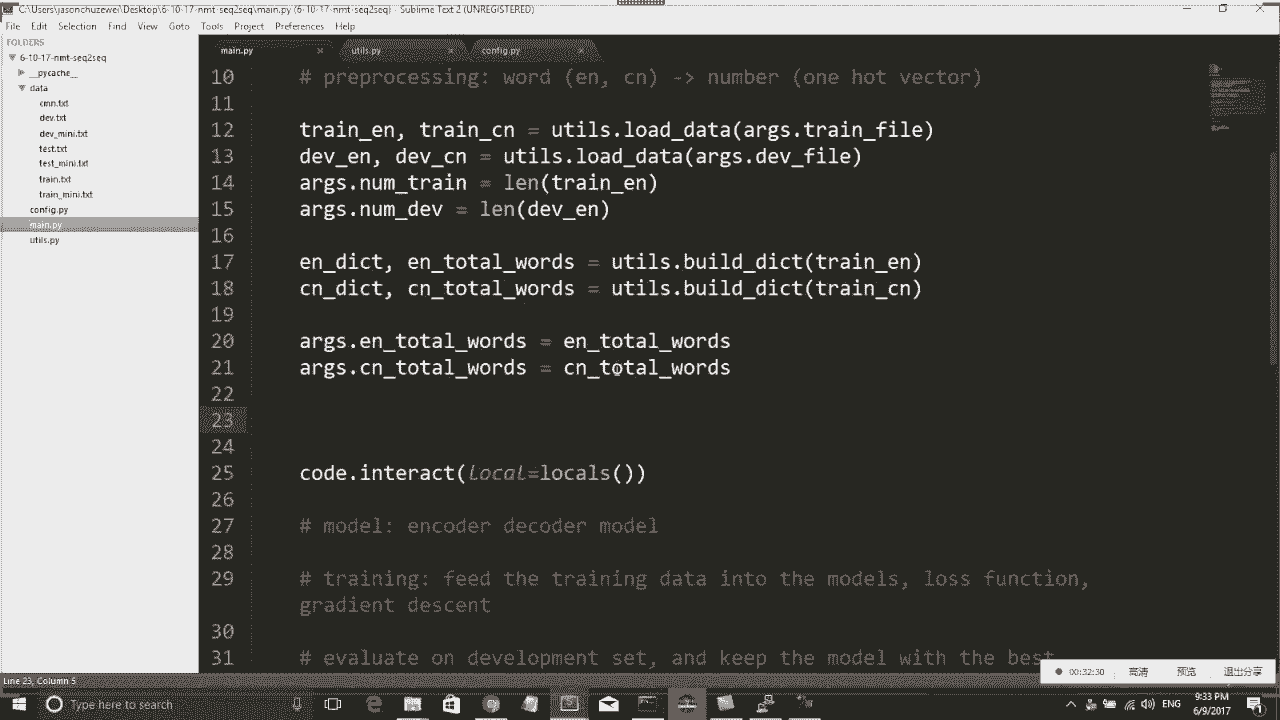 C:\Users\jasonchuzewei\Desktop\6-10-17-nmt-seq2seq\main.py (6-10-17-nmt-seq2seq) - Sublime Text 2 (UNREGISTERED)
File Edit Selection Find View Goto Tools Project Preferences Help
FOLDERS
6-10-17-nmt-seq2seq
__pycache__
data
cmn.txt
dev.txt
dev_mini.txt
test.txt
test_mini.txt
train.txt
train_mini.txt
config.py
main.py
utils.py
main.py utils.py config.py
10 # preprocessing: word (en, cn) -> number (one hot vector)
11
12 train_en, train_cn = utils.load_data(args.train_file)
13 dev_en, dev_cn = utils.load_data(args.dev_file)
14 args.num_train = len(train_en)
15 args.num_dev = len(dev_en)
16
17 en_dict, en_total_words = utils.build_dict(train_en)
18 cn_dict, cn_total_words = utils.build_dict(train_cn)
19
20 args.en_total_words = en_total_words
21 args.cn_total_words = cn_total_words
22
23
24
25 code.interact(local=locals())
26
27 # model: encoder decoder model
28
29 # training: feed the training data into the models, loss function,
gradient descent
30
31 # evaluate on development set, and keep the model with the best
Line 23, Column 5
00:32:30 高清 预览 退出分享
Type here to search
ENG
9:33 PM
6/9/2017